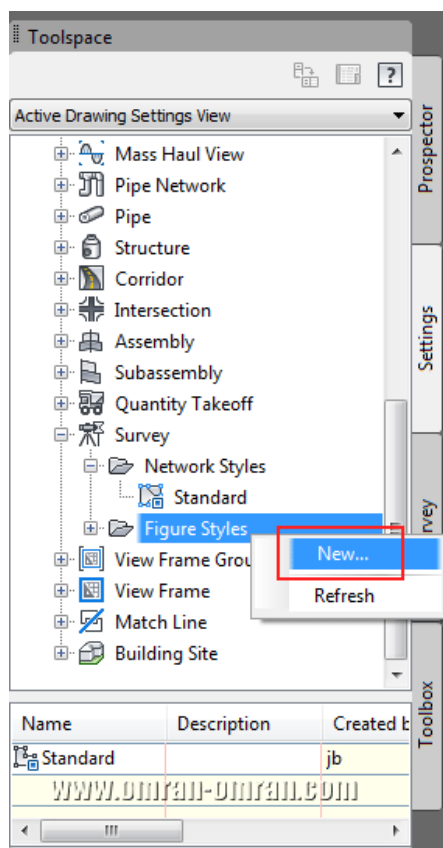 Toolspace
?
Active Drawing Settings View
Mass Haul View
Pipe Network
Pipe
Structure
Corridor
Intersection
Assembly
Subassembly
Quantity Takeoff
Survey
Network Styles
Standard
Figure Styles
New...
View Frame Grou
Refresh
View Frame
Match Line
Building Site
Name Description Created b
Standard jb
www.omran-omran.com
Prospector
Settings
rvey
Toolbox